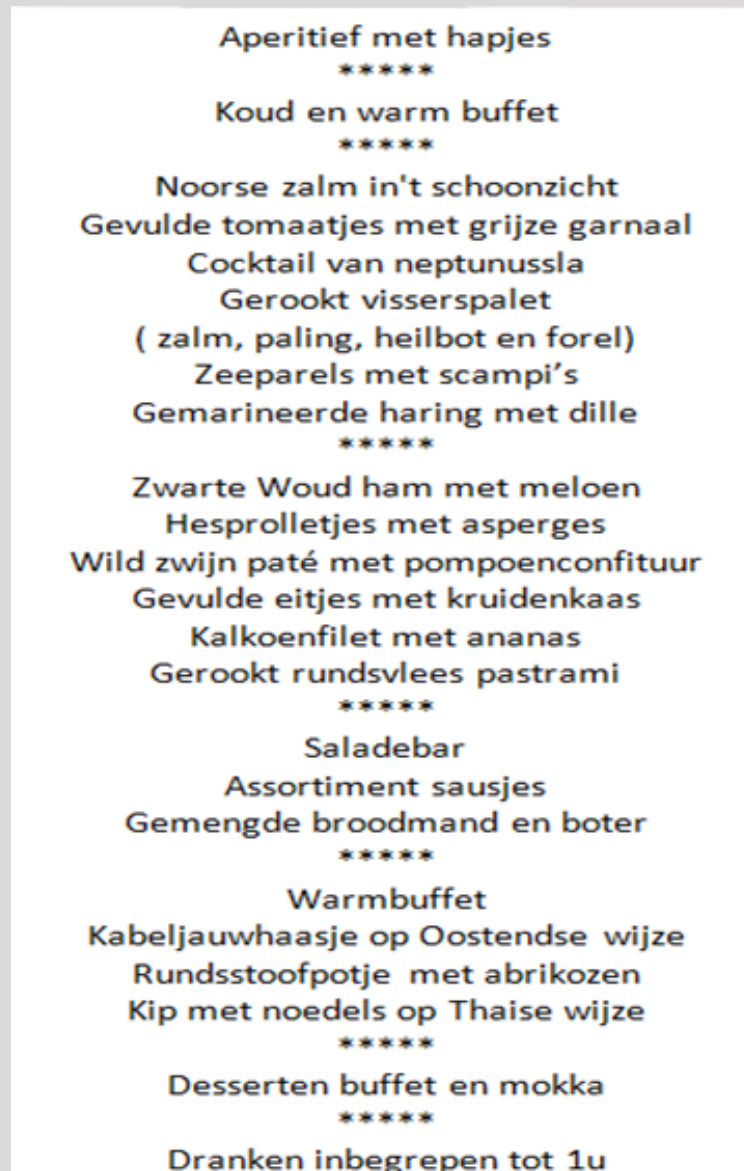 Aperitief met hapjes
*****
Koud en warm buffet
*****
Noorse zalm in't schoonzicht
Gevulde tomaatjes met grijze garnaal
Cocktail van neptunussla
Gerookt visserspalet
( zalm, paling, heilbot en forel)
Zeeparels met scampi’s
Gemarineerde haring met dille
*****
Zwarte Woud ham met meloen
Hesprolletjes met asperges
Wild zwijn paté met pompoenconfituur
Gevulde eitjes met kruidenkaas
Kalkoenfilet met ananas
Gerookt rundsvlees pastrami
*****
Saladebar
Assortiment sausjes
Gemengde broodmand en boter
*****
Warmbuffet
Kabeljauwhaasje op Oostendse wijze
Rundsstoofpotje met abrikozen
Kip met noedels op Thaise wijze
*****
Desserten buffet en mokka
*****
Dranken inbegrepen tot 1u